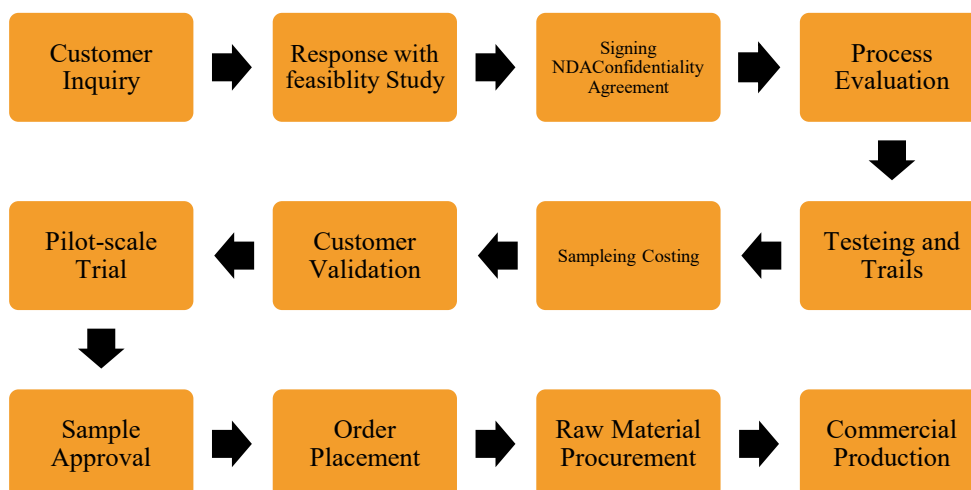 Customer
Inquiry
Response with
feasiblity Study
Signing
NDAConfidentiality
Agreement
Process
Evaluation
Testeing and
Trails
Sampleing Costing
Customer
Validation
Pilot-scale
Trial
Sample
Approval
Order
Placement
Raw Material
Procurement
Commercial
Production